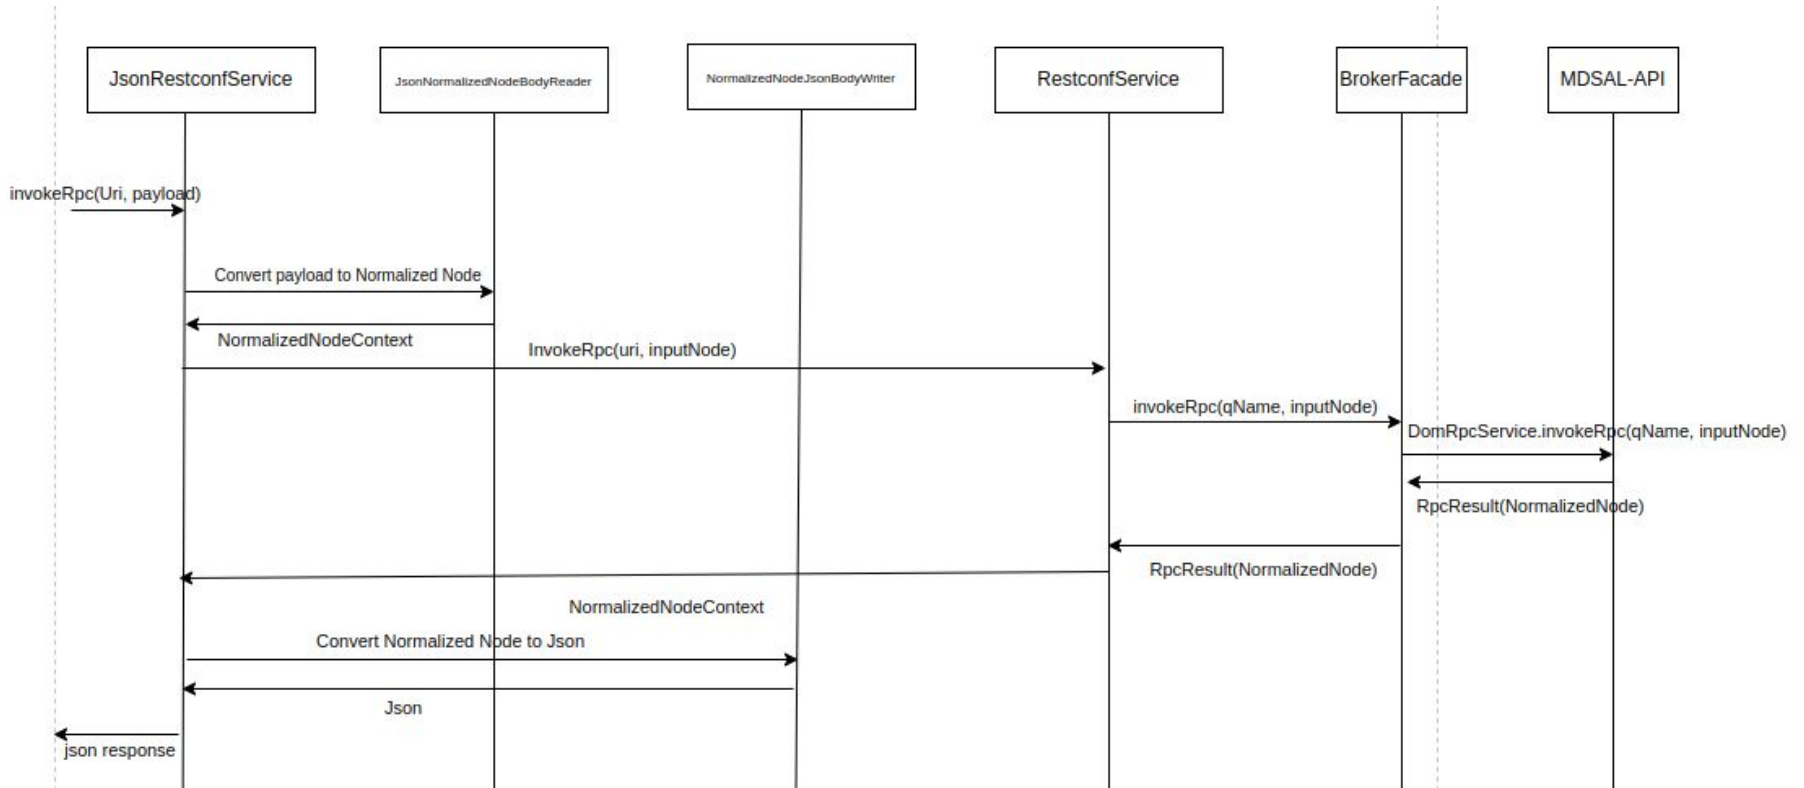 JsonRestconfService
JsonNormalizedNodeBodyReader
NormalizedNodeJsonBodyWriter
RestconfService
BrokerFacade
MDSAL-API
invokeRpc(Uri, payload)
Convert payload to Normalized Node
NormalizedNodeContext
InvokeRpc(uri, inputNode)
invokeRpc(qName, inputNode)
DomRpcService.invokeRpc(qName, inputNode)
RpcResult(NormalizedNode)
RpcResult(NormalizedNode)
NormalizedNodeContext
Convert Normalized Node to Json
Json
json response